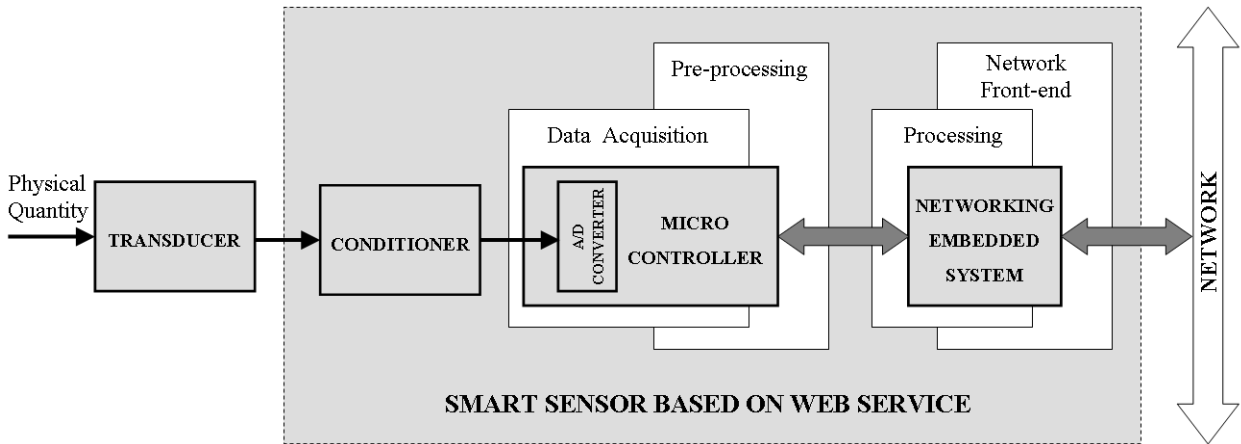 Physical
Quantity
TRANSDUCER
CONDITIONER
Pre-processing
Data Acquisition
A/D
CONVERTER
MICRO
CONTROLLER
Network
Front-end
Processing
NETWORKING
EMBEDDED
SYSTEM
NETWORK
SMART SENSOR BASED ON WEB SERVICE